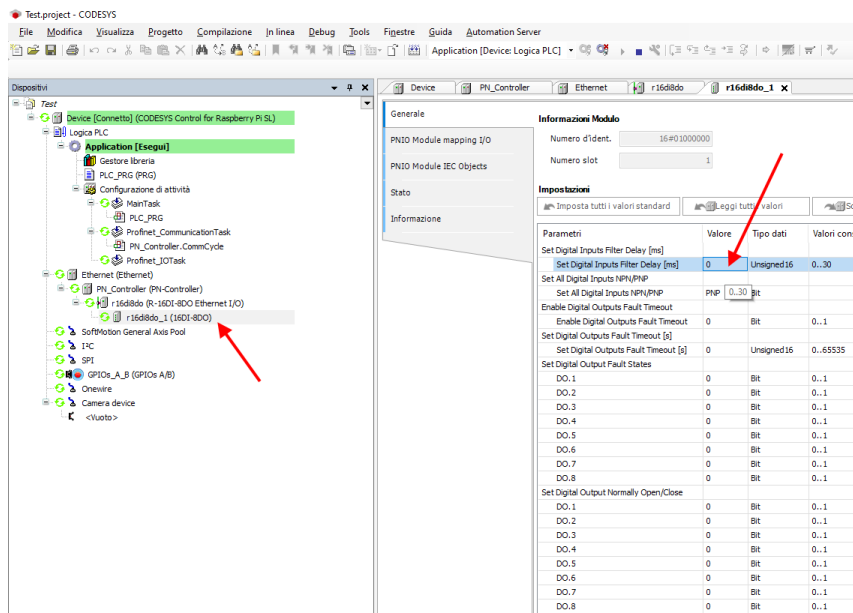 Test.project - CODESYS
File Modifica Visualizza Progetto Compilazione In linea Debug Tools Finestre Guida Automation Server
Application [Device: Logica PLC]
Dispositivi
Test
Device [Connetto] (CODESYS Control for Raspberry Pi SL)
Logica PLC
Application [Esegui]
Gestore libreria
PLC_PRG (PRG)
Configurazione di attività
MainTask
PLC_PRG
Profinet_CommunicationTask
PN_Controller.CommCycle
Profinet_IOTask
Ethernet (Ethernet)
PN_Controller (PN-Controller)
r16di8do (R-16DI-8DO Ethernet I/O)
r16di8do_1 (16DI-8DO)
SoftMotion General Axis Pool
I²C
SPI
GPIOs_A_B (GPIOs A/B)
Onewire
Camera device
<Vuoto>
Device PN_Controller Ethernet r16di8do r16di8do_1
Generale
PNIO Module mapping I/O
PNIO Module IEC Objects
Stato
Informazione
Informazioni Modulo
Numero d'ident. 16#01000000
Numero slot 1
Impostazioni
Imposta tutti i valori standard Leggi tutti valori
Parametri Valore Tipo dati Valori
Set Digital Inputs Filter Delay [ms]
Set Digital Inputs Filter Delay [ms] 0 Unsigned16 0..30
Set All Digital Inputs NPN/PNP
Set All Digital Inputs NPN/PNP PNP 0..30 Bit
Enable Digital Outputs Fault Timeout
Enable Digital Outputs Fault Timeout 0 Bit 0..1
Set Digital Outputs Fault Timeout [s]
Set Digital Outputs Fault Timeout [s] 0 Unsigned16 0..65535
Set Digital Output Fault States
DO.1 0 Bit 0..1
DO.2 0 Bit 0..1
DO.3 0 Bit 0..1
DO.4 0 Bit 0..1
DO.5 0 Bit 0..1
DO.6 0 Bit 0..1
DO.7 0 Bit 0..1
DO.8 0 Bit 0..1
Set Digital Output Normally Open/Close
DO.1 0 Bit 0..1
DO.2 0 Bit 0..1
DO.3 0 Bit 0..1
DO.4 0 Bit 0..1
DO.5 0 Bit 0..1
DO.6 0 Bit 0..1
DO.7 0 Bit 0..1
DO.8 0 Bit 0..1